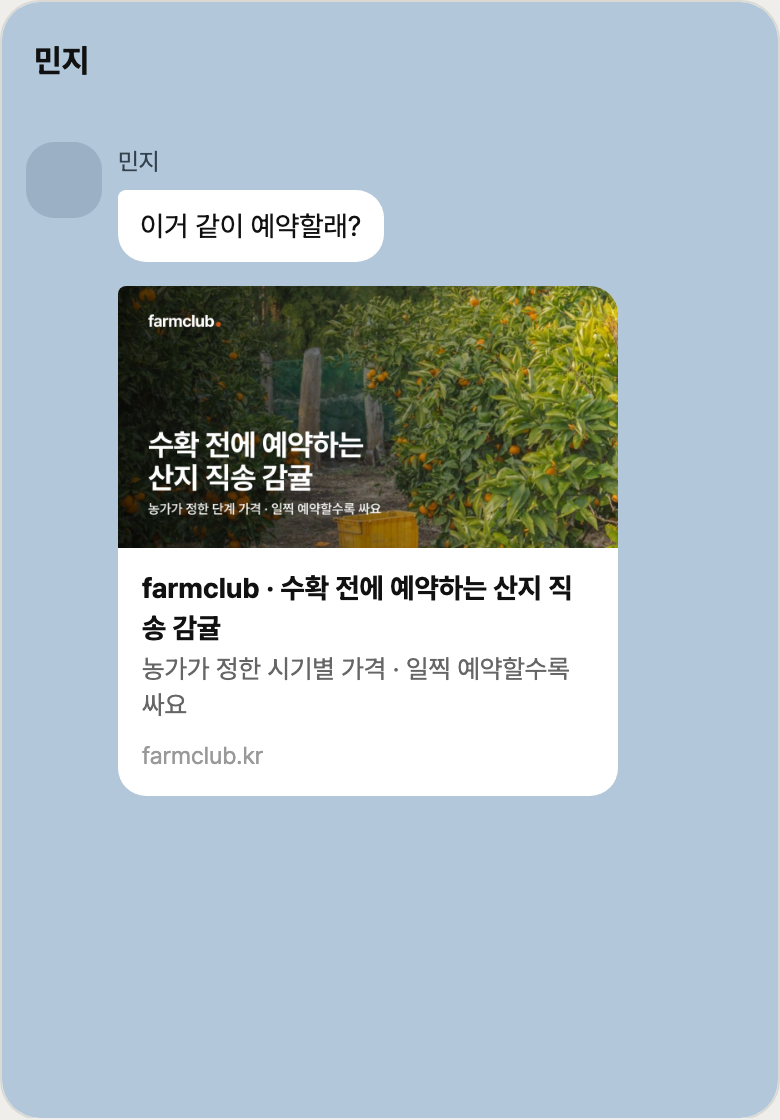 민지
민지
이거 같이 예약할래?
farmclub.
수확 전에 예약하는
산지 직송 감귤
농가가 정한 단계 가격 · 일찍 예약할수록 싸요
farmclub · 수확 전에 예약하는 산지 직
송 감귤
농가가 정한 시기별 가격 · 일찍 예약할수록
싸요
farmclub.kr